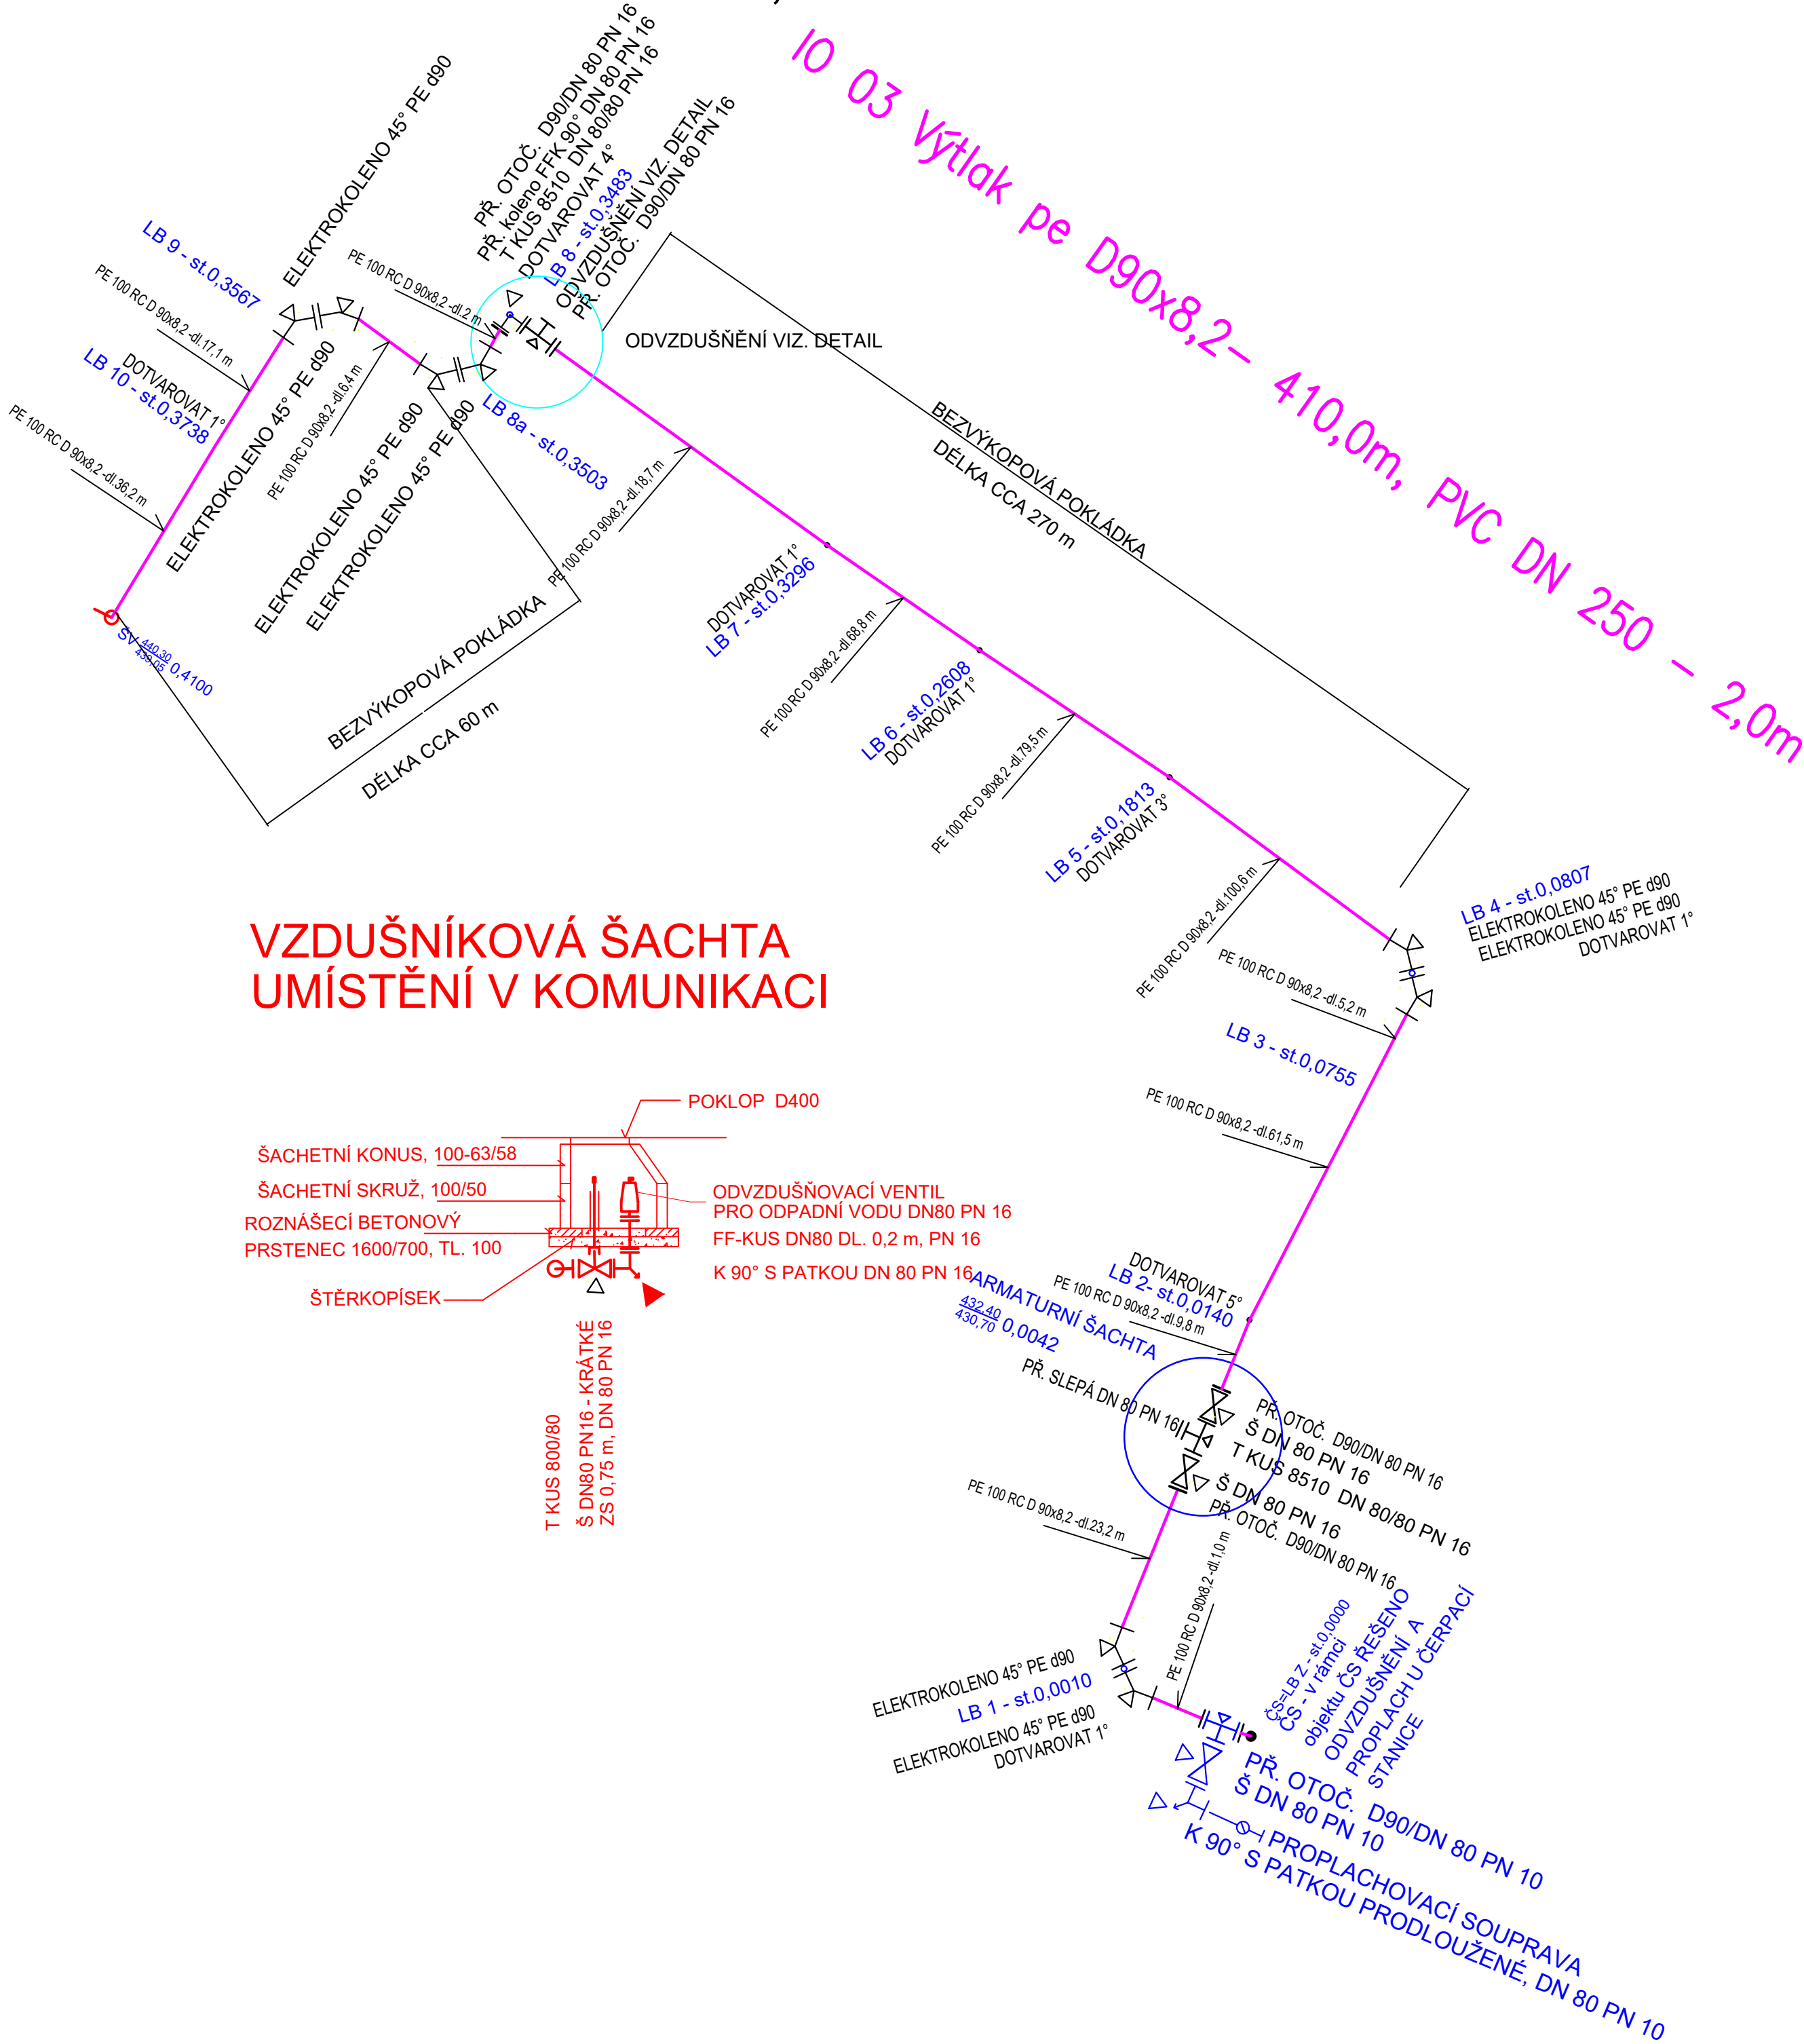 IO 03 Výtlak pe D90x8,2– 410,0m, PVC DN 250 – 2,0m
ELEKTROKOLENO 45° PE d90
PŘ. OTOČ. D90/DN 80 PN 16
PŘ. koleno FFK 90° DN 80 PN 16
T KUS 8510 DN 80/80 PN 16
DOTVAROVAT 4°
LB 8 - st.0,3483
ODVZDUŠŇĚNÍ VIZ. DETAIL
PŘ. OTOČ. D90/DN 80 PN 16
PE 100 RC D 90x8,2 -dl.2 m
ODVZDUŠŇĚNÍ VIZ. DETAIL
LB 9 - st.0,3567
PE 100 RC D 90x8,2 -dl.17,1 m
DOTVAROVAT 1°
LB 10 - st.0,3738
PE 100 RC D 90x8,2 -dl.36,2 m
ELEKTROKOLENO 45° PE d90
PE 100 RC D 90x8,2 -dl.6,4 m
ELEKTROKOLENO 45° PE d90
ELEKTROKOLENO 45° PE d90
LB 8a - st.0,3503
PE 100 RC D 90x8,2 -dl.18,7 m
BEZVÝKOPOVÁ POKLÁDKA
DÉLKA CCA 270 m
ŠV 440,30
439,05 0,4100
BEZVÝKOPOVÁ POKLÁDKA
DÉLKA CCA 60 m
DOTVAROVAT 1°
LB 7 - st.0,3296
PE 100 RC D 90x8,2 -dl.68,8 m
LB 6 - st.0,2608
DOTVAROVAT 1°
PE 100 RC D 90x8,2 -dl.79,5 m
LB 5 - st.0,1813
DOTVAROVAT 3°
PE 100 RC D 90x8,2 -dl.100,6 m
LB 4 - st.0,0807
ELEKTROKOLENO 45° PE d90
ELEKTROKOLENO 45° PE d90
DOTVAROVAT 1°
PE 100 RC D 90x8,2 -dl.5,2 m
LB 3 - st.0,0755
PE 100 RC D 90x8,2 -dl.61,5 m
VZDUŠNÍKOVÁ ŠACHTA
UMÍSTĚNÍ V KOMUNIKACI
POKLOP D400
ŠACHETNÍ KONUS, 100-63/58
ŠACHETNÍ SKRUŽ, 100/50
ROZNÁŠECÍ BETONOVÝ
PRSTENEC 1600/700, TL. 100
ŠTĚRKOPÍSEK
ODVZDUŠŇOVACÍ VENTIL
PRO ODPADNÍ VODU DN80 PN 16
FF-KUS DN80 DL. 0,2 m, PN 16
K 90° S PATKOU DN 80 PN 16
T KUS 800/80
Š DN80 PN16 - KRÁTKÉ
ZS 0,75 m, DN 80 PN 16
DOTVAROVAT 5°
LB 2- st.0,0140
PE 100 RC D 90x8,2 -dl.9,8 m
ARMATURNÍ ŠACHTA
432,40
430,70 0,0042
PŘ. SLEPÁ DN 80 PN 16
PŘ. OTOČ. D90/DN 80 PN 16
Š DN 80 PN 16
T KUS 8510 DN 80/80 PN 16
Š DN 80 PN 16
PŘ. OTOČ. D90/DN 80 PN 16
PE 100 RC D 90x8,2 -dl.23,2 m
PE 100 RC D 90x8,2 -dl.1,0 m
ELEKTROKOLENO 45° PE d90
LB 1 - st.0,0010
ELEKTROKOLENO 45° PE d90
DOTVAROVAT 1°
ČS=LB Z - st.0,0000
ČS - v rámci
objektu ČS ŘEŠENO
ODVZDUŠNĚNÍ A
PROPLACH U ČERPACÍ
STANICE
PŘ. OTOČ. D90/DN 80 PN 10
Š DN 80 PN 10
PROPLACHOVACÍ SOUPRAVA
K 90° S PATKOU PRODLOUŽENÉ, DN 80 PN 10